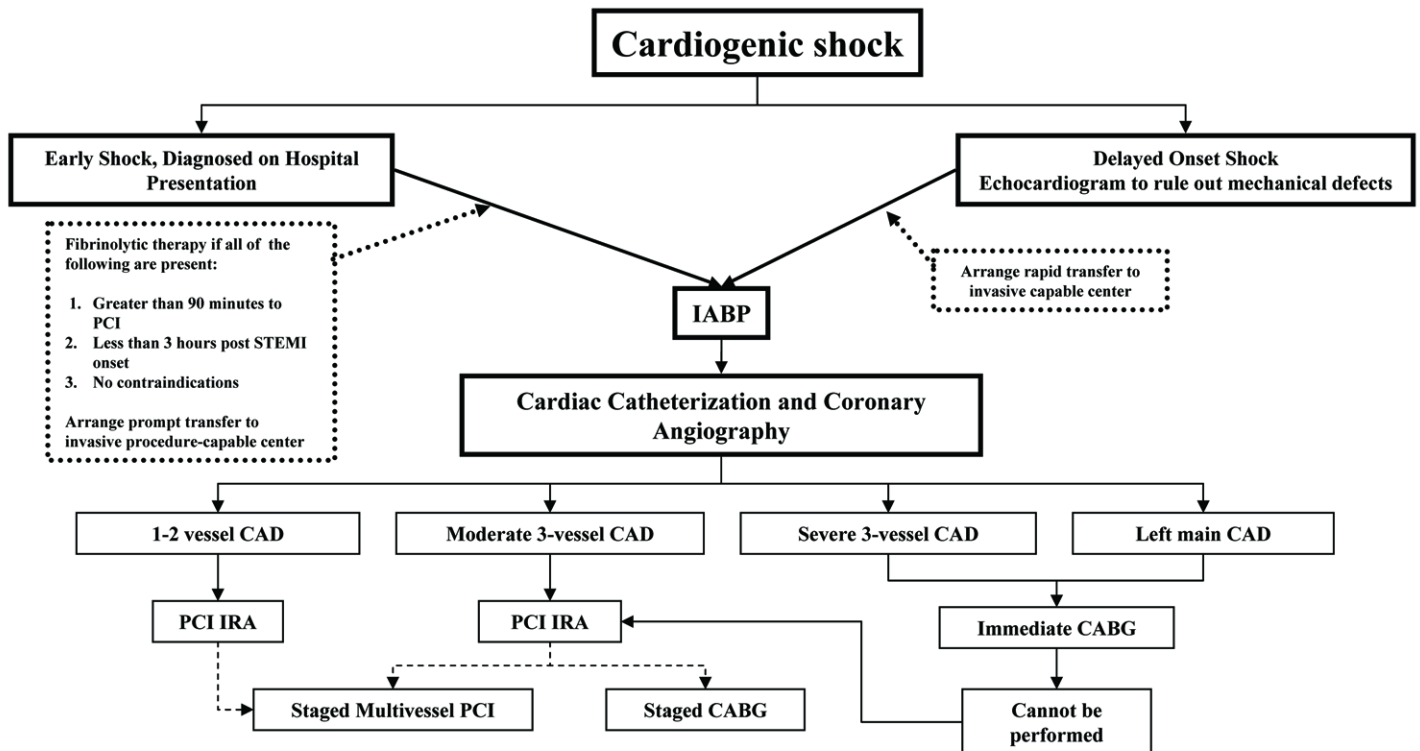 Cardiogenic shock
Early Shock, Diagnosed on Hospital
Presentation
Delayed Onset Shock
Echocardiogram to rule out mechanical defects
Fibrinolytic therapy if all of the
following are present:
1. Greater than 90 minutes to
PCI
2. Less than 3 hours post STEMI
onset
3. No contraindications
Arrange prompt transfer to
invasive procedure-capable center
Arrange rapid transfer to
invasive capable center
IABP
Cardiac Catheterization and Coronary
Angiography
1-2 vessel CAD
Moderate 3-vessel CAD
Severe 3-vessel CAD
Left main CAD
PCI IRA
PCI IRA
Immediate CABG
Staged Multivessel PCI
Staged CABG
Cannot be
performed